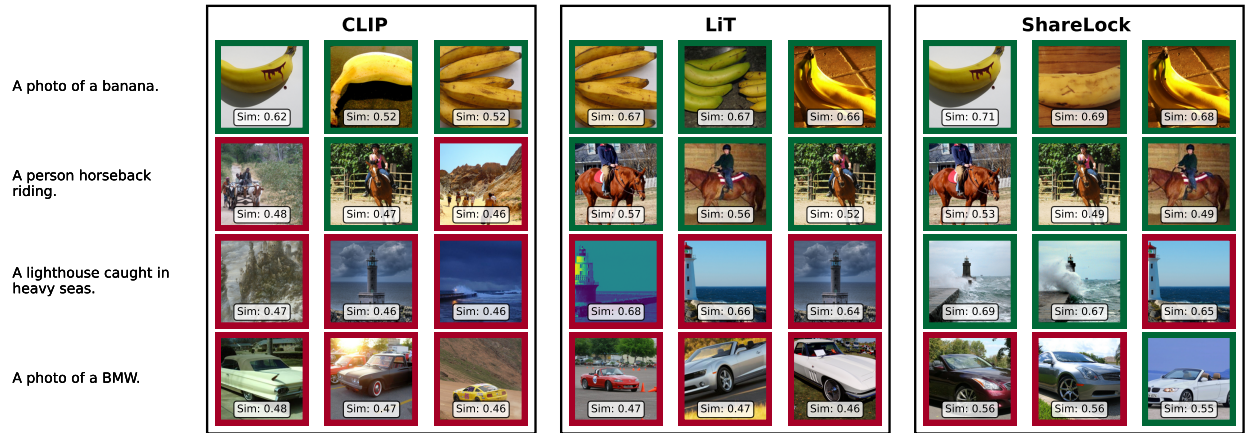 CLIP
LiT
ShareLock
A photo of a banana.
Sim: 0.62
Sim: 0.52
Sim: 0.52
Sim: 0.67
Sim: 0.67
Sim: 0.66
Sim: 0.71
Sim: 0.69
Sim: 0.68
A person horseback
riding.
Sim: 0.48
Sim: 0.47
Sim: 0.46
Sim: 0.57
Sim: 0.56
Sim: 0.52
Sim: 0.53
Sim: 0.49
Sim: 0.49
A lighthouse caught in
heavy seas.
Sim: 0.47
Sim: 0.46
Sim: 0.46
Sim: 0.68
Sim: 0.66
Sim: 0.64
Sim: 0.69
Sim: 0.67
Sim: 0.65
A photo of a BMW.
Sim: 0.48
Sim: 0.47
Sim: 0.46
Sim: 0.47
Sim: 0.47
Sim: 0.46
Sim: 0.56
Sim: 0.56
Sim: 0.55